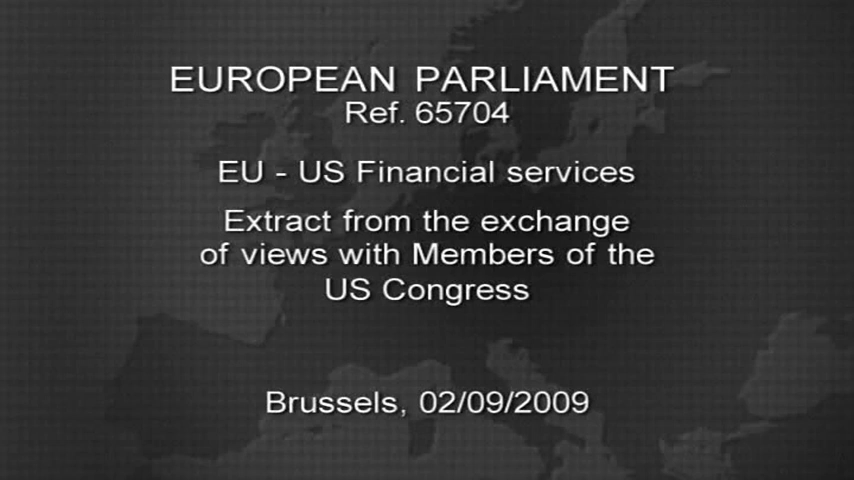 EUROPEAN PARLIAMENT
Ref. 65704
EU - US Financial services
Extract from the exchange
of views with Members of the
US Congress
Brussels, 02/09/2009